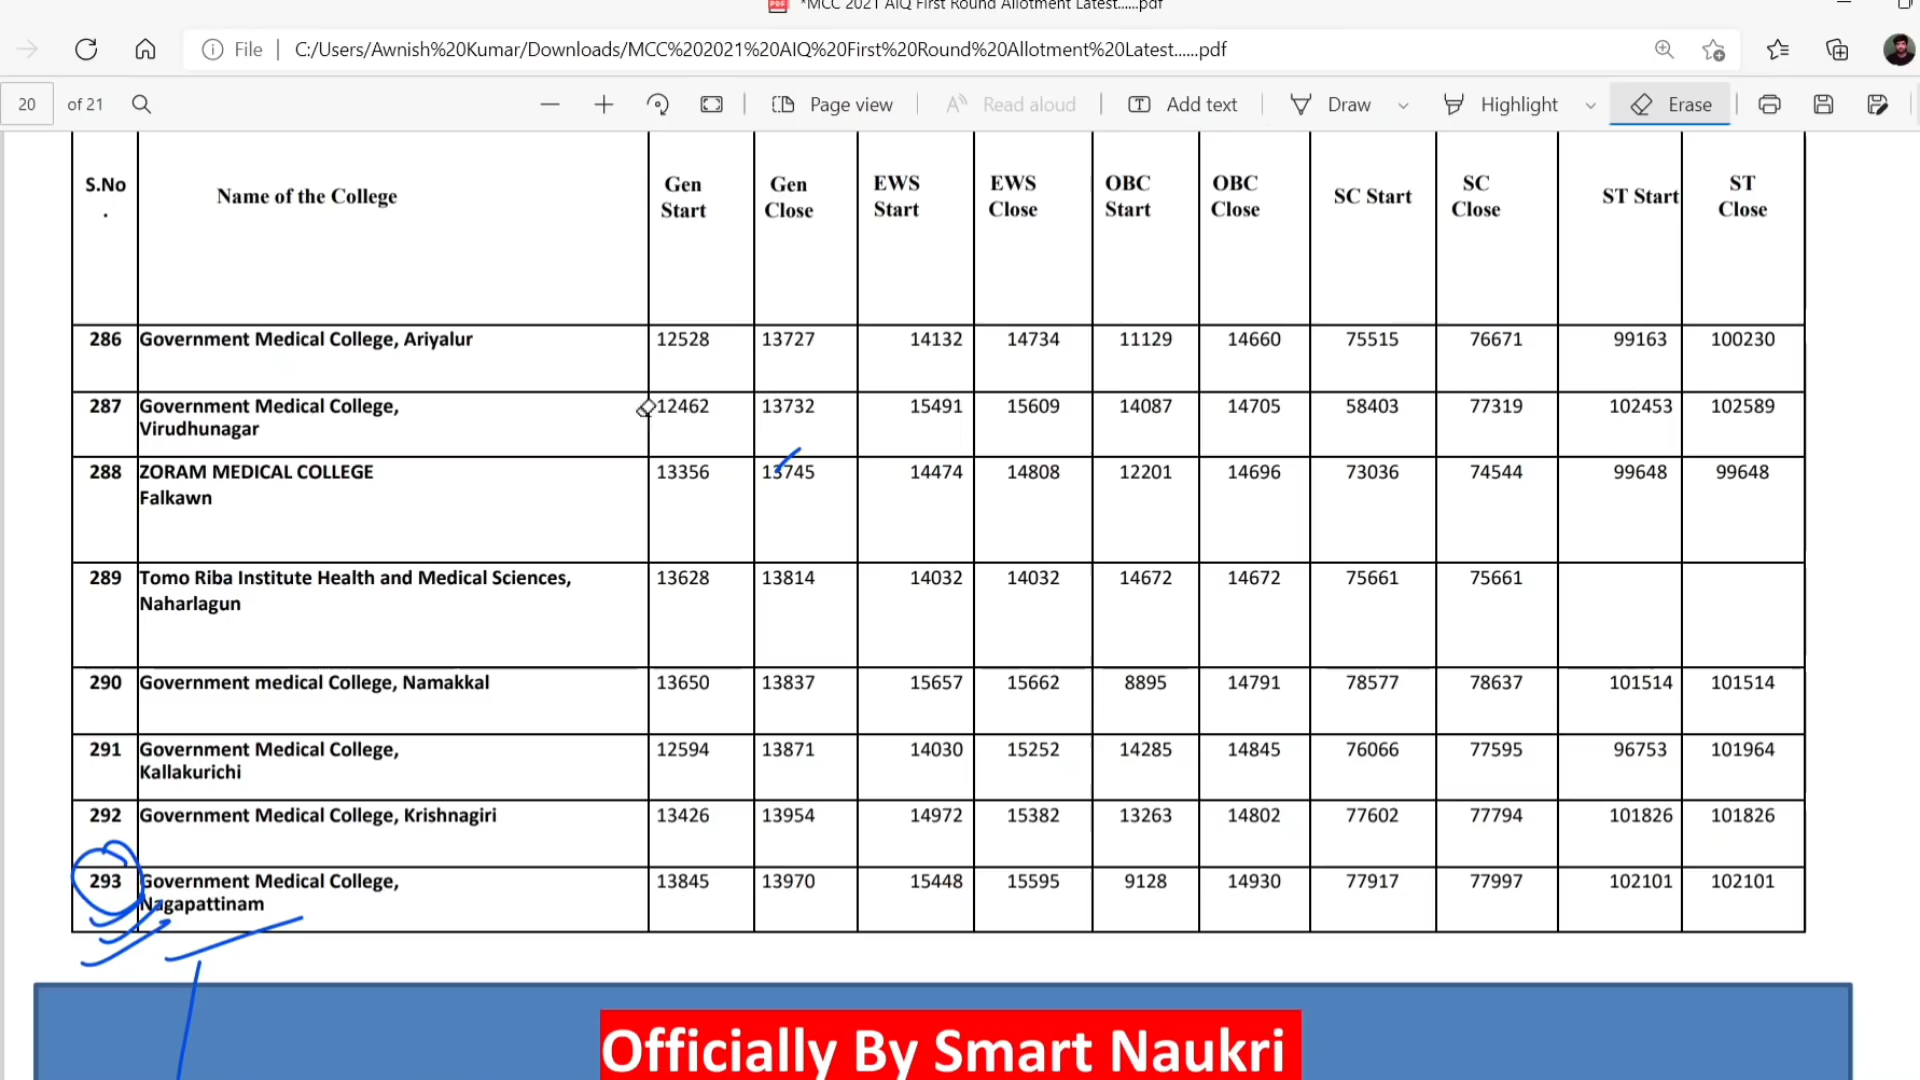 *MCC 2021 AIQ First Round Allotment Latest......pdf
File | C:/Users/Awnish%20Kumar/Downloads/MCC%202021%20AIQ%20First%20Round%20Allotment%20Latest......pdf
20 of 21 Page view Read aloud Add text Draw Highlight Erase
S.No. Name of the College Gen Start Gen Close EWS Start EWS Close OBC Start OBC Close SC Start SC Close ST Start ST Close
286 Government Medical College, Ariyalur 12528 13727 14132 14734 11129 14660 75515 76671 99163 100230
287 Government Medical College, 12462 13732 15491 15609 14087 14705 58403 77319 102453 102589
Virudhunagar
288 ZORAM MEDICAL COLLEGE 13356 13745 14474 14808 12201 14696 73036 74544 99648 99648
Falkawn
289 Tomo Riba Institute Health and Medical Sciences, 13628 13814 14032 14032 14672 14672 75661 75661
Naharlagun
290 Government medical College, Namakkal 13650 13837 15657 15662 8895 14791 78577 78637 101514 101514
291 Government Medical College, 12594 13871 14030 15252 14285 14845 76066 77595 96753 101964
Kallakurichi
292 Government Medical College, Krishnagiri 13426 13954 14972 15382 13263 14802 77602 77794 101826 101826
293 Government Medical College, 13845 13970 15448 15595 9128 14930 77917 77997 102101 102101
Nagapattinam
Officially By Smart Naukri